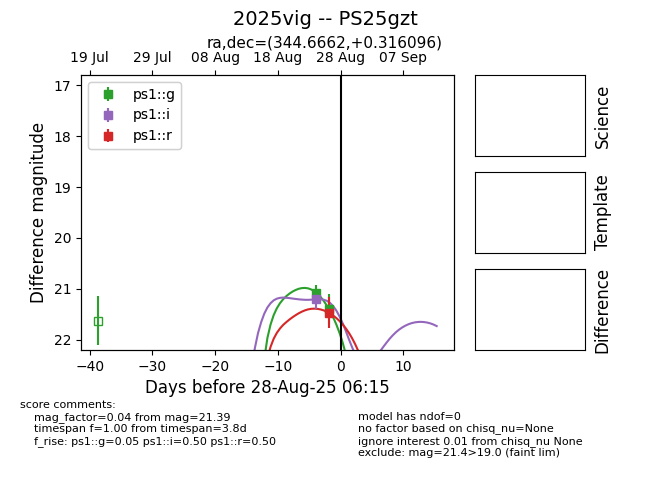 2025vig -- PS25gzt
ra,dec=(344.6662,+0.316096)
19 Jul 29 Jul 08 Aug 18 Aug 28 Aug 07 Sep
17
18
19
20
21
22
Difference magnitude
ps1::g
ps1::i
ps1::r
−40 −30 −20 −10 0 10
Days before 28-Aug-25 06:15
Science
Template
Difference
score comments:
mag_factor=0.04 from mag=21.39
timespan f=1.00 from timespan=3.8d
f_rise: ps1::g=0.05 ps1::i=0.50 ps1::r=0.50
model has ndof=0
no factor based on chisq_nu=None
ignore interest 0.01 from chisq_nu None
exclude: mag=21.4>19.0 (faint lim)